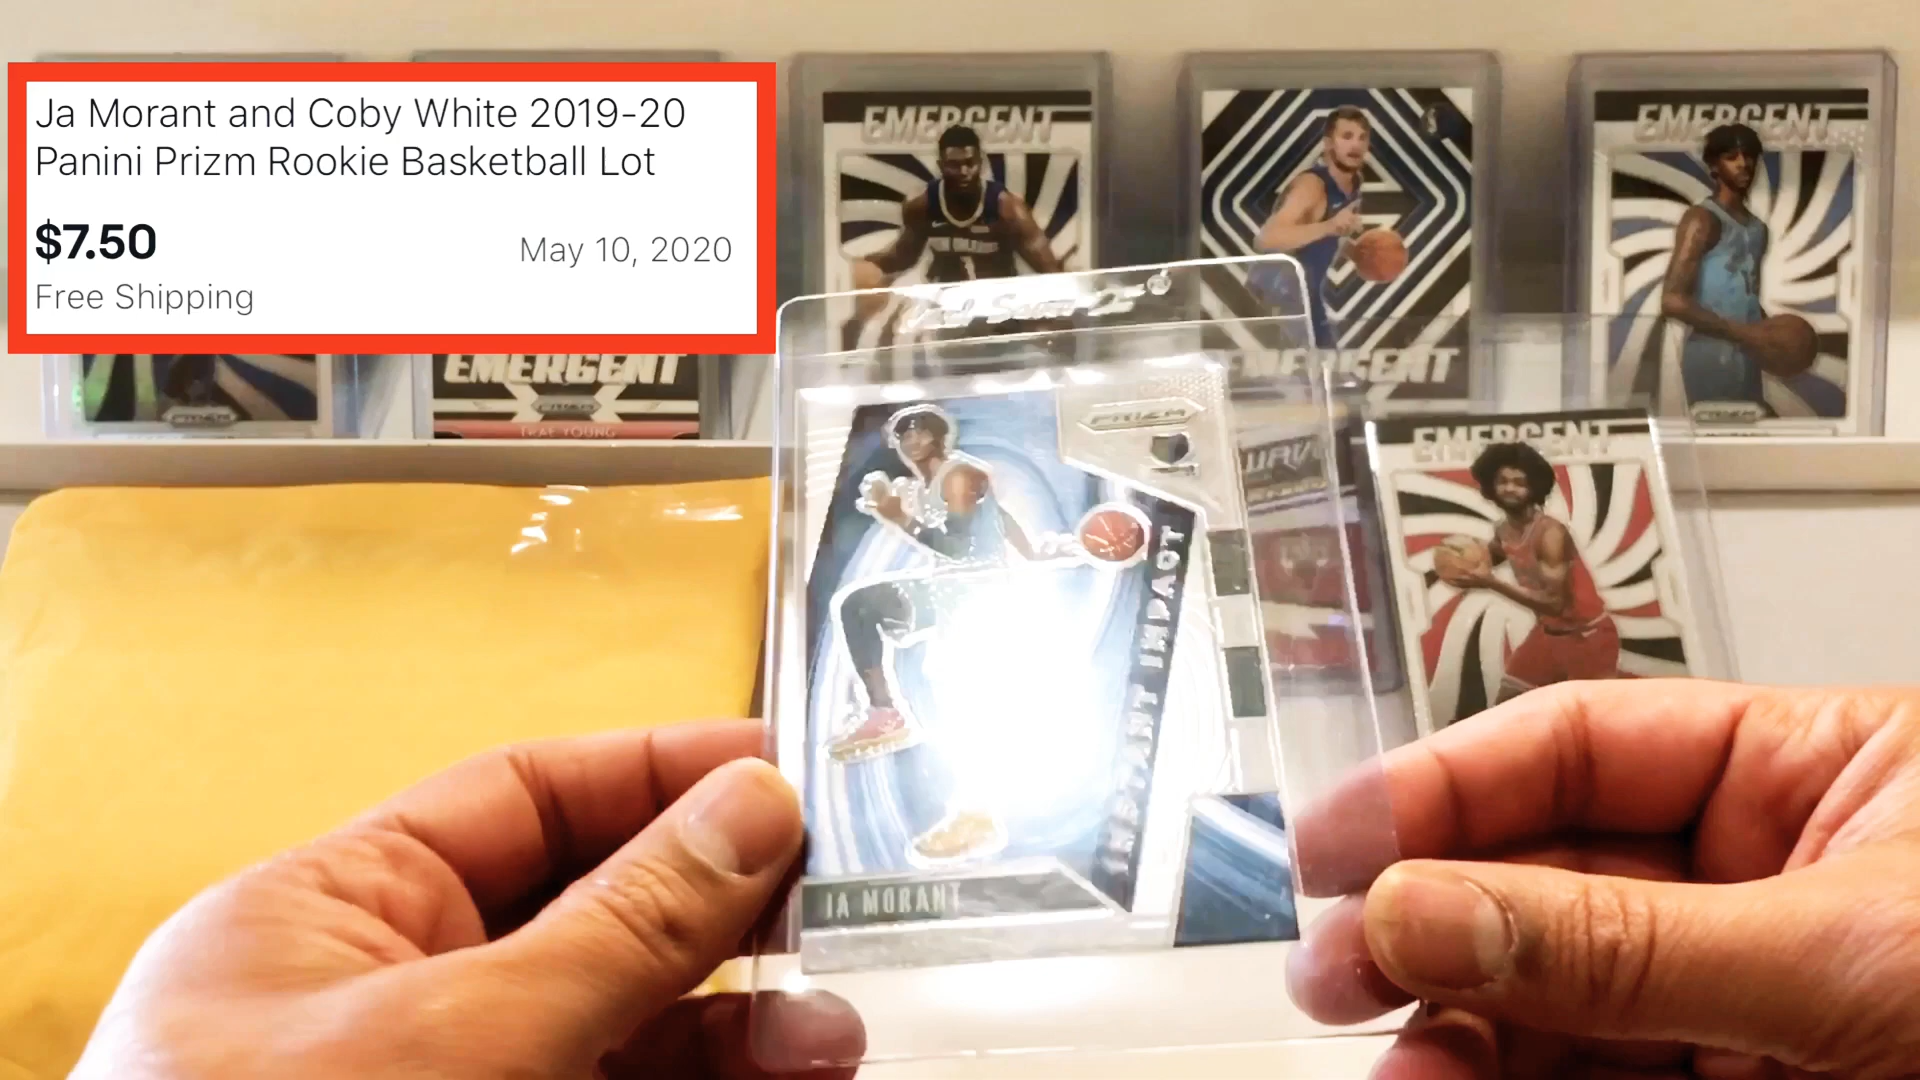 Ja Morant and Coby White 2019-20
Panini Prizm Rookie Basketball Lot
$7.50
May 10, 2020
Free Shipping
EMERGENT
EMERGENT
EMERGENT
PRIZM
TRAE YOUNG
EMERGENT
PRIZM
INSTANT IMPACT
JA MORANT
EMERGENT